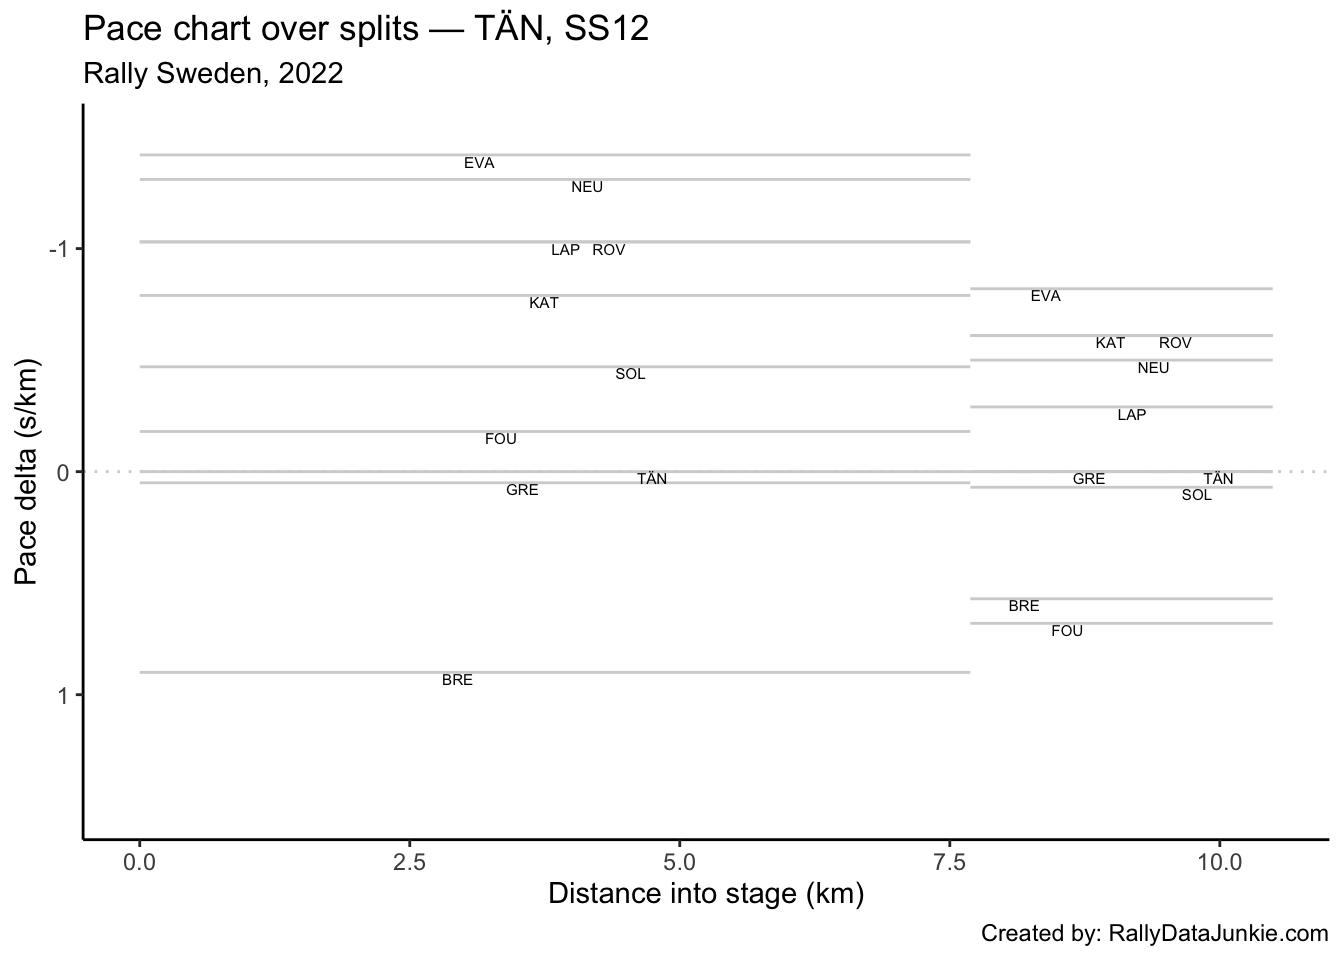 Pace chart over splits — TÄN, SS12
Rally Sweden, 2022
EVA
NEU
-1
LAP ROV
EVA
KAT
KAT ROV
NEU
SOL
LAP
FOU
0
TÄN
GRE TÄN
GRE
SOL
BRE
FOU
BRE
1
Pace delta (s/km)
0.0 2.5 5.0 7.5 10.0
Distance into stage (km)
Created by: RallyDataJunkie.com